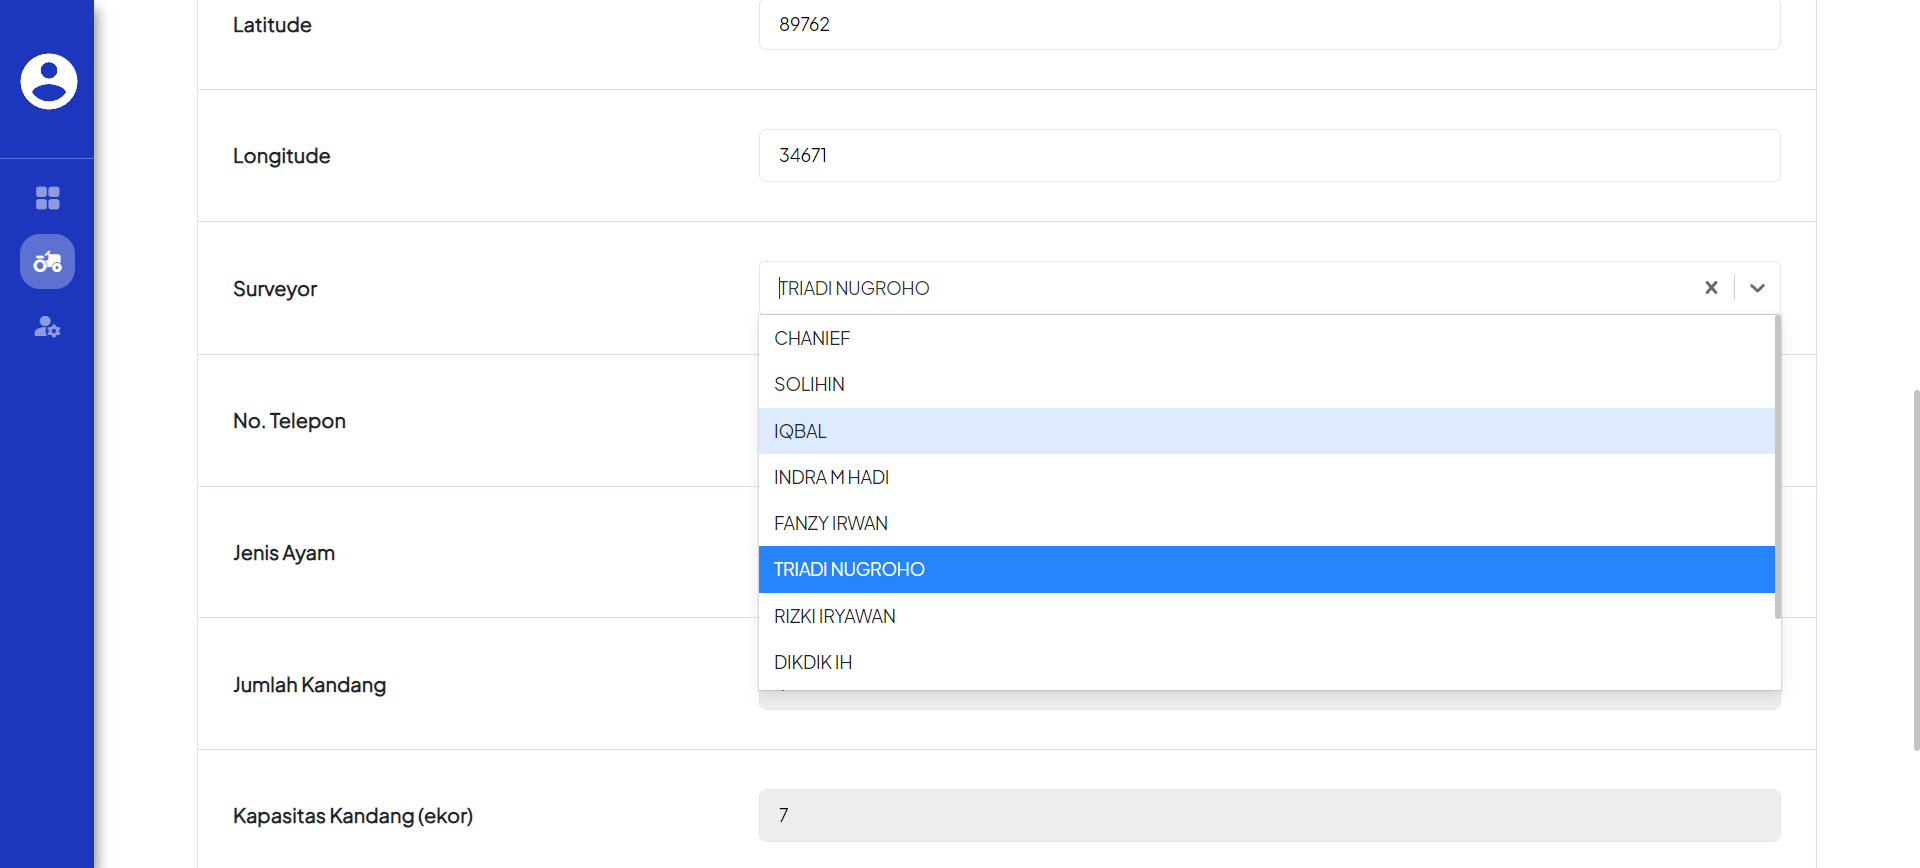 Latitude
89762
Longitude
34671
Surveyor
TRIADI NUGROHO
CHANIEF
SOLIHIN
IQBAL
INDRA M HADI
FANZY IRWAN
TRIADI NUGROHO
RIZKI IRYAWAN
DIKDIK IH
No. Telepon
Jenis Ayam
Jumlah Kandang
Kapasitas Kandang (ekor)
7